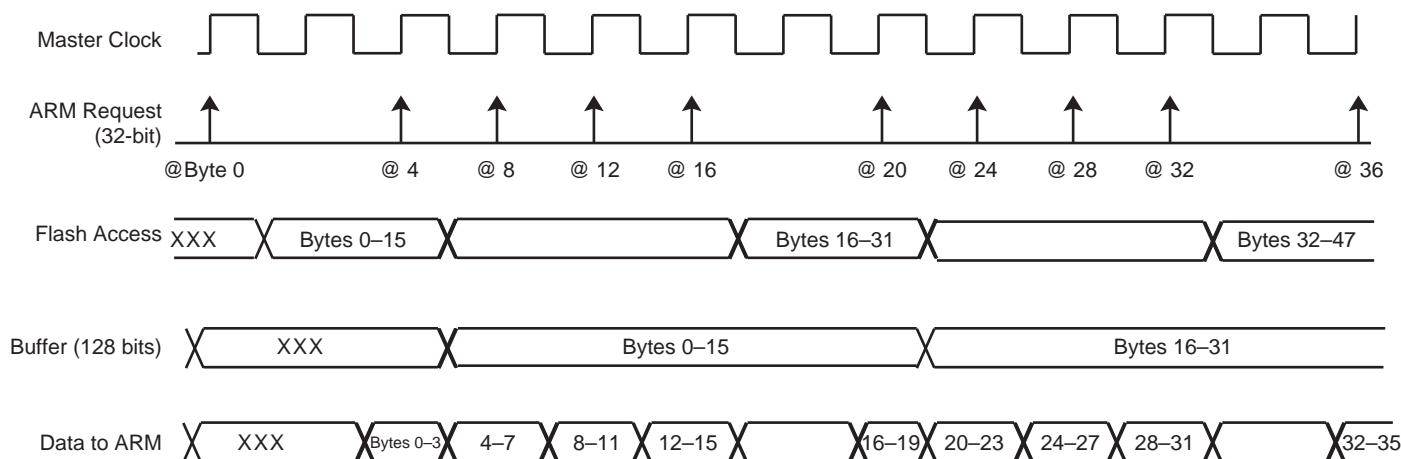 Master Clock
ARM Request
(32-bit)
@Byte 0 @ 4 @ 8 @ 12 @ 16 @ 20 @ 24 @ 28 @ 32 @ 36
Flash Access XXX Bytes 0–15 Bytes 16–31 Bytes 32–47
Buffer (128 bits) XXX Bytes 0–15 Bytes 16–31
Data to ARM XXX Bytes 0–3 4–7 8–11 12–15 16–19 20–23 24–27 28–31 32–35